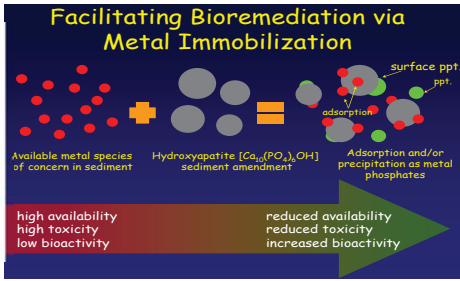 Facilitating Bioremediation via
Metal Immobilization
surface ppt.
ppt.
adsorption
Available metal species
of concern in sediment
Hydroxyapatite [Ca₁₀(PO₄)₆OH]
sediment amendment
Adsorption and/or
precipitation as metal
phosphates
high availability
high toxicity
low bioactivity
reduced availability
reduced toxicity
increased bioactivity